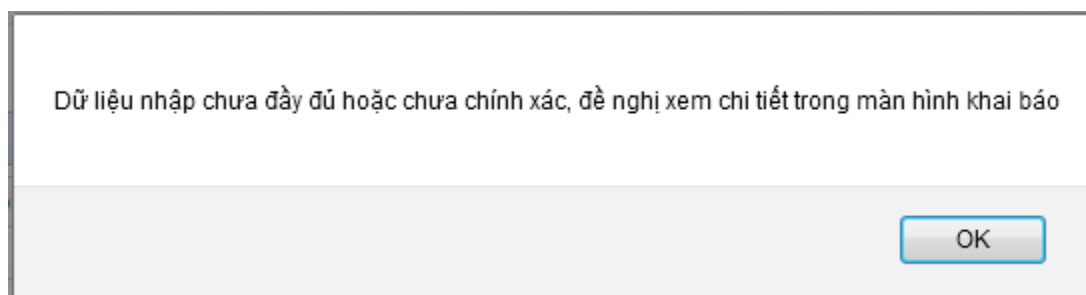 Dữ liệu nhập chưa đầy đủ hoặc chưa chính xác, đề nghị xem chi tiết trong màn hình khai báo
OK